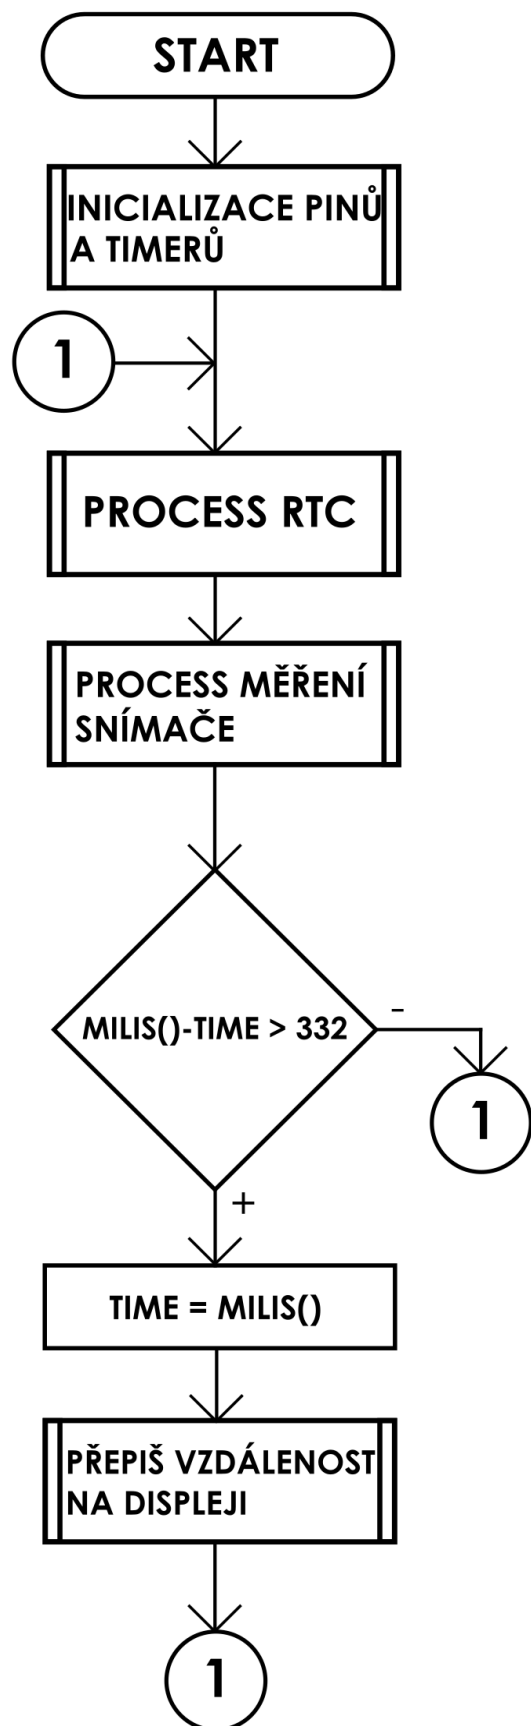 START
INICIALIZACE PINŮ
A TIMERŮ
1
PROCESS RTC
PROCESS MĚŘENÍ
SNÍMAČE
MILIS()-TIME > 332
-
1
+
TIME = MILIS()
PŘEPIŠ VZDÁLENOST
NA DISPLEJI
1